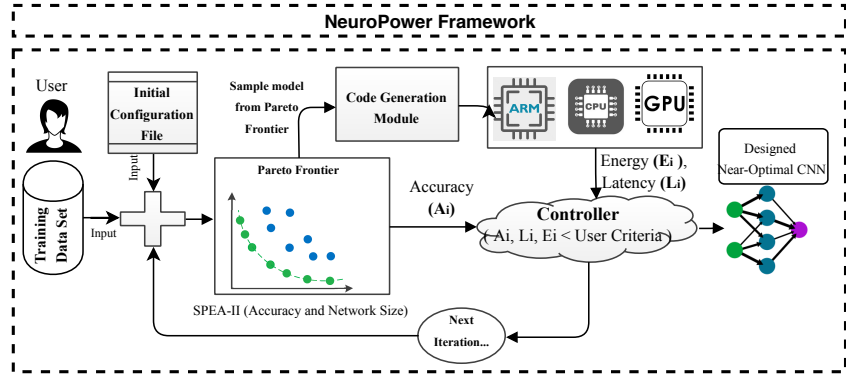 NeuroPower Framework
User
Initial
Configuration
File
Input
Training
Data Set
Input
Sample model
from Pareto
Frontier
Code Generation
Module
ARM
CPU
GPU
Pareto Frontier
SPEA-II (Accuracy and Network Size)
Accuracy
(Ai)
Energy (Ei ),
Latency (Li)
Controller
( Ai, Li, Ei < User Criteria )
Next
Iteration...
Designed
Near-Optimal CNN